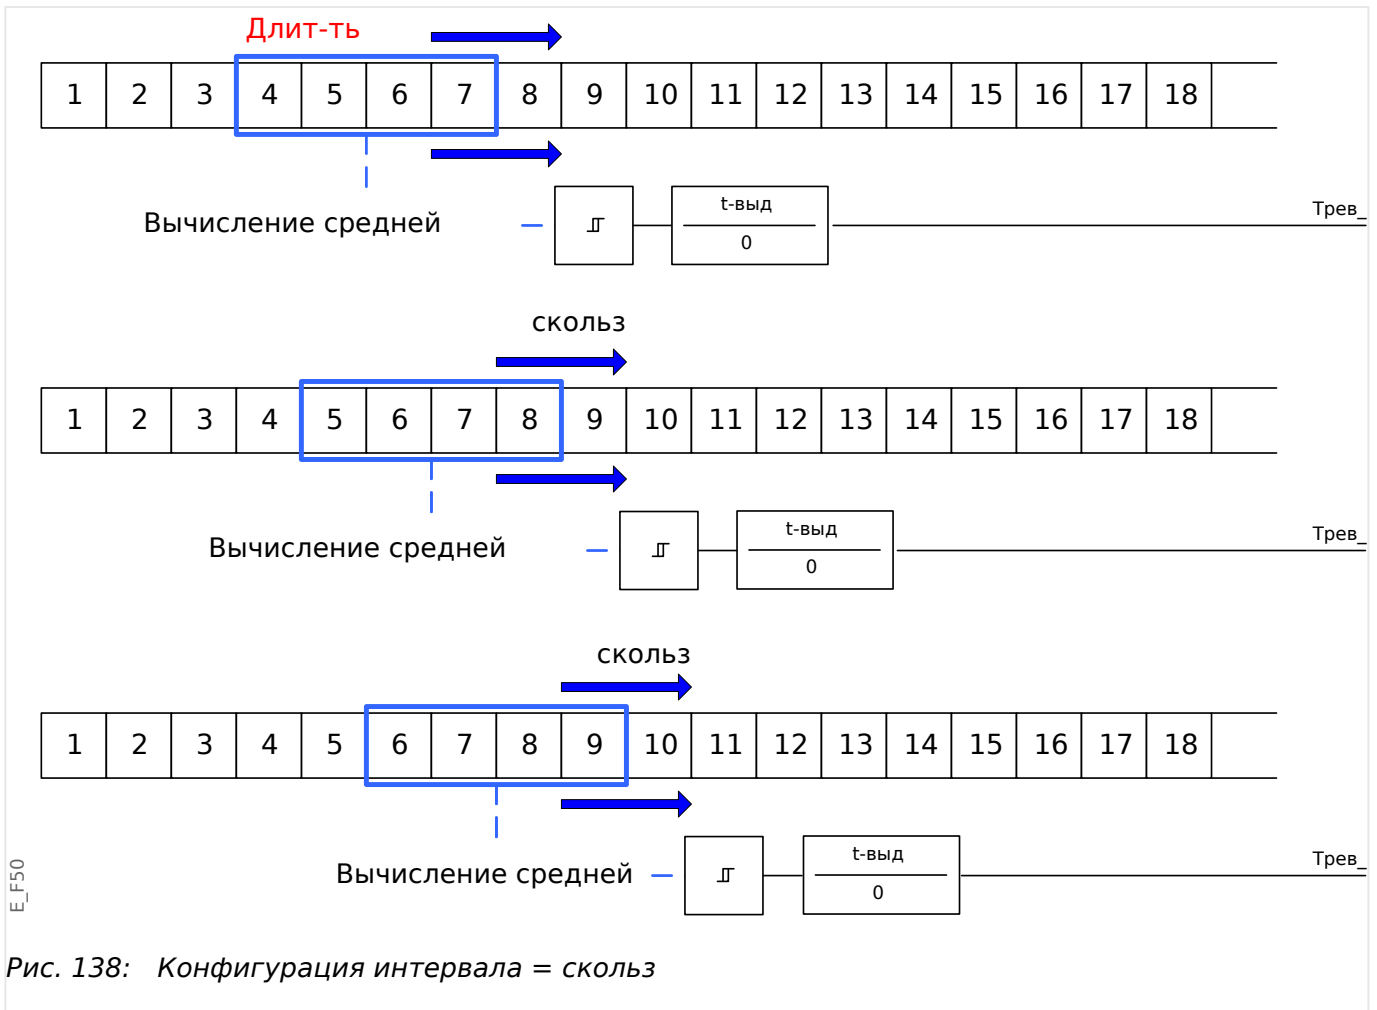 Длит-ть
1 2 3 4 5 6 7 8 9 10 11 12 13 14 15 16 17 18
Вычисление средней
t-выд
0
Трев_
скольз
1 2 3 4 5 6 7 8 9 10 11 12 13 14 15 16 17 18
Вычисление средней
t-выд
0
Трев_
скольз
1 2 3 4 5 6 7 8 9 10 11 12 13 14 15 16 17 18
Вычисление средней
t-выд
0
Трев_
E_F50
Рис. 138: Конфигурация интервала = скольз